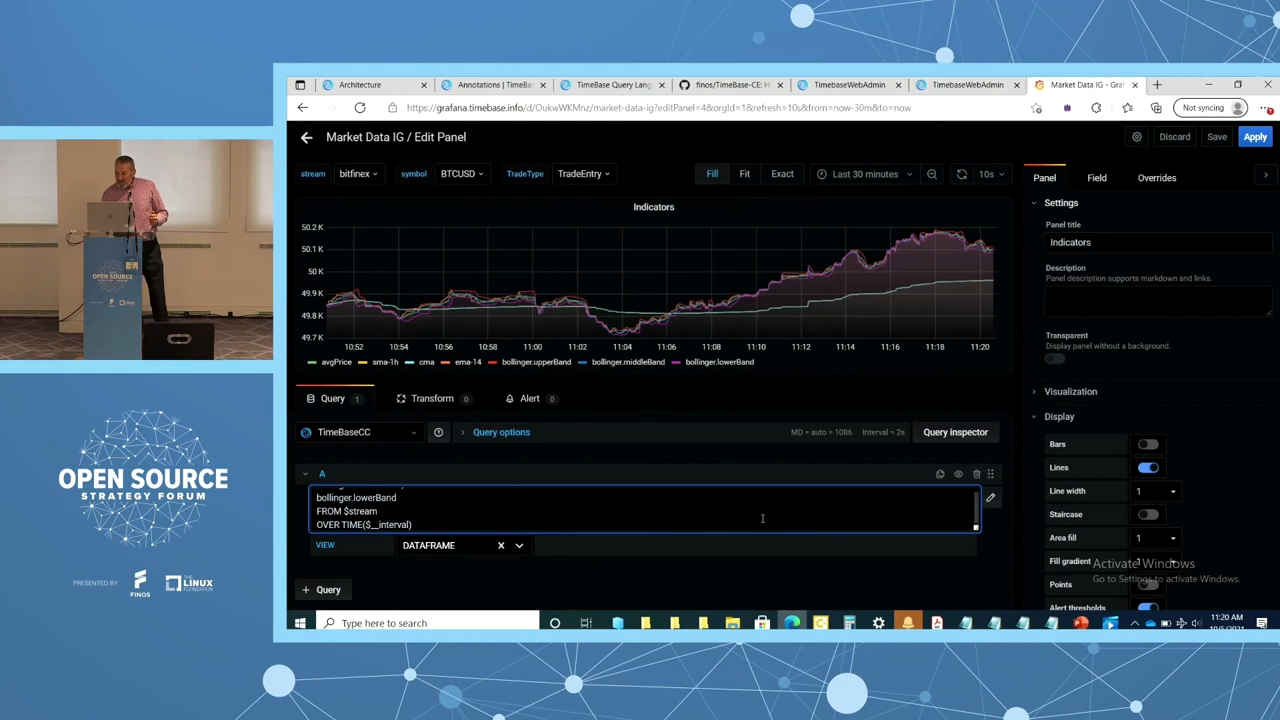 Architecture
Annotations | TimeBas
TimeBase Query Lang
finos/TimeBase-CE: H
TimebaseWebAdmin
TimebaseWebAdmin
Market Data IG - Graf
https://grafana.timebase.info/d/OukwWKMnz/market-data-ig?editPanel=4&orgId=1&refresh=10s&from=now-30m&to=now
Not syncing
Market Data IG / Edit Panel
Discard Save Apply
stream bitfinex symbol BTCUSD TradeType TradeEntry
Fill Fit Exact Last 30 minutes 10s
Panel Field Overrides
Indicators
50.2 K
50.1 K
50 K
49.9 K
49.8 K
49.7 K
10:52 10:54 10:56 10:58 11:00 11:02 11:04 11:06 11:08 11:10 11:12 11:14 11:16 11:18 11:20
avgPrice sma-1h cma ema-14 bollinger.upperBand bollinger.middleBand bollinger.lowerBand
Settings
Panel title
Indicators
Description
Panel description supports markdown and links.
Transparent
Display panel without a background.
Visualization
Display
Bars
Lines
Line width 1
Staircase
Area fill 1
Fill gradient 1
Points
Alert thresholds
Query 1 Transform 0 Alert 0
TimeBaseCC Query options MD = auto = 1086 Interval = 2s Query inspector
A
bollinger.lowerBand
FROM $stream
OVER TIME($__interval)
VIEW DATAFRAME
+ Query
Activate Windows
Go to Settings to activate Windows.
Type here to search
11:20 AM
10/5/2021
OPEN SOURCE
STRATEGY FORUM
OPEN SOURCE
STRATEGY FORUM
PRESENTED BY
FINOS
THE
LINUX
FOUNDATION